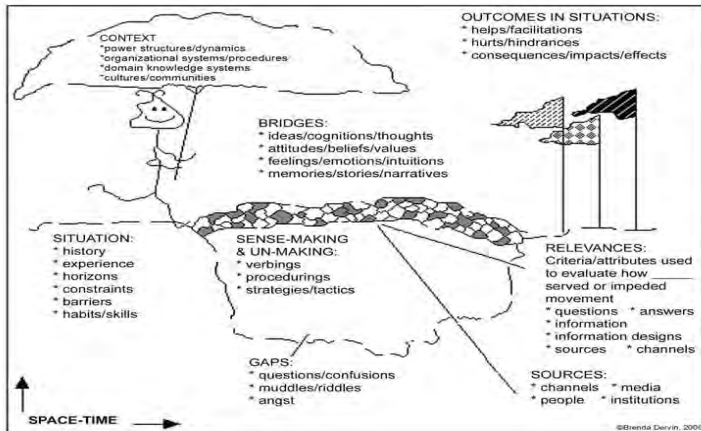 CONTEXT
*power structures/dynamics
*organizational systems/procedures
*domain knowledge systems
*cultures/communities
OUTCOMES IN SITUATIONS:
* helps/facilitations
* hurts/hindrances
* consequences/impacts/effects
BRIDGES:
* ideas/cognitions/thoughts
* attitudes/beliefs/values
* feelings/emotions/intuitions
* memories/stories/narratives
SITUATION:
* history
* experience
* horizons
* constraints
* barriers
* habits/skills
SENSE-MAKING
& UN-MAKING:
* verbings
* procedurings
* strategies/tactics
RELEVANCES:
Criteria/attributes used
to evaluate how ____
served or impeded
movement
* questions * answers
* information
* information designs
* sources * channels
GAPS:
* questions/confusions
* muddles/riddles
* angst
SOURCES:
* channels * media
* people * institutions
SPACE-TIME
©Brenda Dervin,